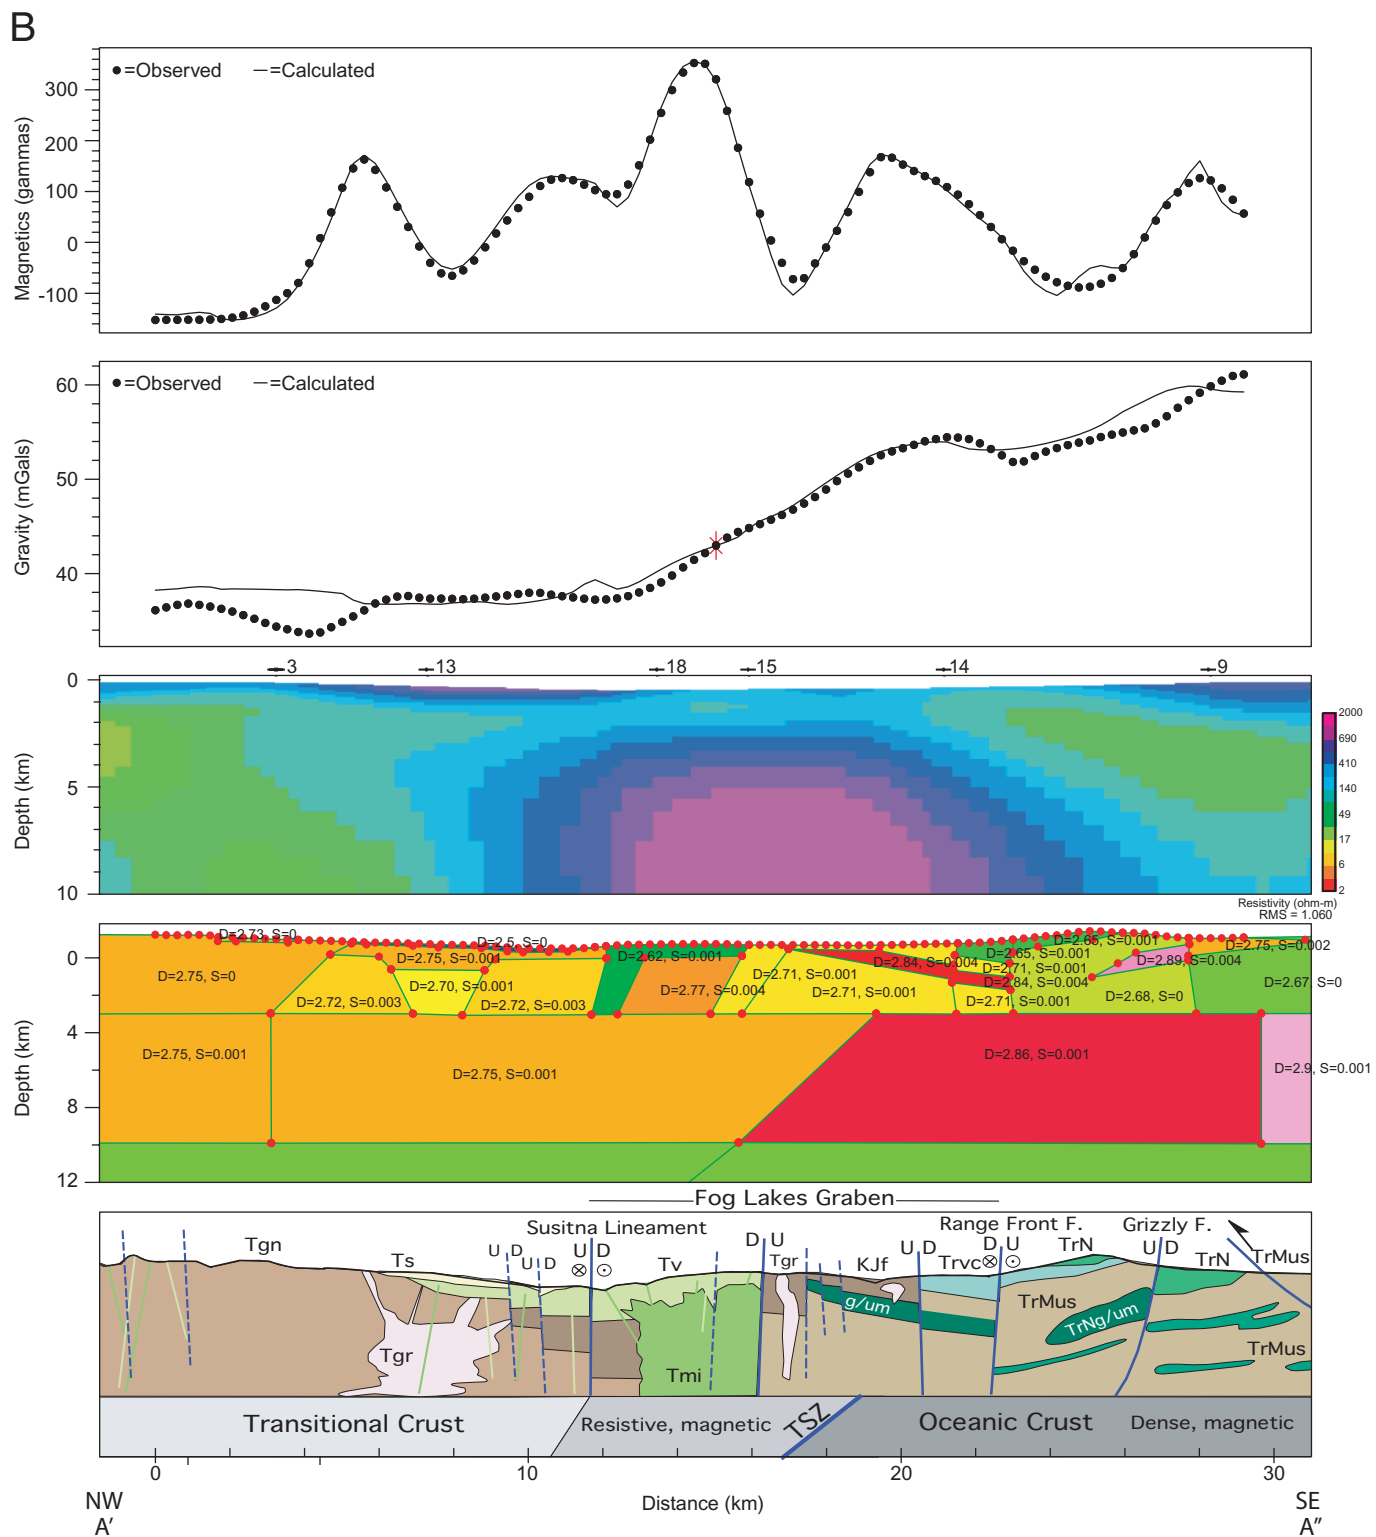 B
●=Observed —=Calculated
300
200
100
0
-100
Magnetics (gammas)
●=Observed —=Calculated
60
50
40
Gravity (mGals)
3 13 18 15 14 9
0
5
10
Depth (km)
2000
690
410
140
49
17
6
2
Resistivity (ohm-m)
RMS = 1.060
D=2.73, S=0
D=2.5, S=0
D=2.65, S=0.001
D=2.75, S=0.002
D=2.75, S=0.001
D=2.62, S=0.001
D=2.84, S=0.004
D=2.65, S=0.001
D=2.71, S=0.001
D=2.89, S=0.004
D=2.75, S=0
D=2.70, S=0.001
D=2.71, S=0.001
D=2.84, S=0.004
D=2.67, S=0
D=2.72, S=0.003
D=2.72, S=0.003
D=2.77, S=0.004
D=2.71, S=0.001
D=2.71, S=0.001
D=2.68, S=0
D=2.75, S=0.001
D=2.75, S=0.001
D=2.86, S=0.001
D=2.9, S=0.001
0
4
8
12
Depth (km)
Fog Lakes Graben
Susitna Lineament
Range Front F.
Grizzly F.
Tgn
Ts
U D
U D
U D
Tv
D U
Tgr
KJf
U D
Trvc
D U
TrN
U D
TrN
TrMus
g/um
TrMus
TrNg/um
Tgr
Tmi
TrMus
Transitional Crust
Resistive, magnetic
TSZ
Oceanic Crust
Dense, magnetic
0 10 20 30
Distance (km)
NW
A'
SE
A"